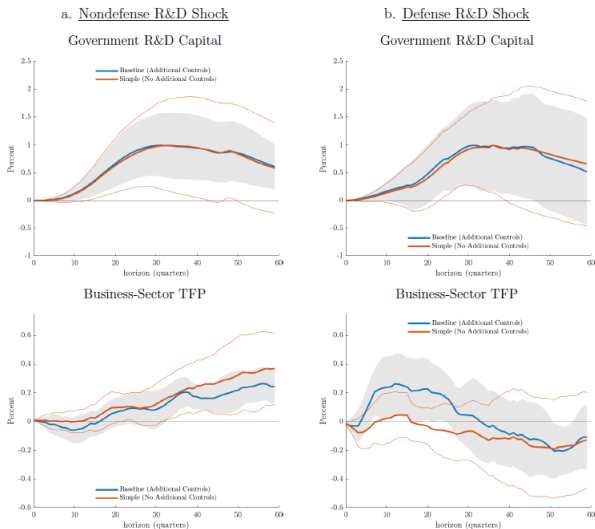 a. Nondefense R&D Shock
Government R&D Capital
2.5
2
1.5
1
0.5
0
-0.5
-1
Percent
Baseline (Additional Controls)
Simple (No Additional Controls)
0 10 20 30 40 50 60
horizon (quarters)
b. Defense R&D Shock
Government R&D Capital
2.5
2
1.5
1
0.5
0
-0.5
-1
Percent
Baseline (Additional Controls)
Simple (No Additional Controls)
0 10 20 30 40 50 60
horizon (quarters)
Business-Sector TFP
0.6
0.4
0.2
0
-0.2
-0.4
-0.6
Percent
Baseline (Additional Controls)
Simple (No Additional Controls)
0 10 20 30 40 50 60
horizon (quarters)
Business-Sector TFP
0.6
0.4
0.2
0
-0.2
-0.4
-0.6
Percent
Baseline (Additional Controls)
Simple (No Additional Controls)
0 10 20 30 40 50 60
horizon (quarters)